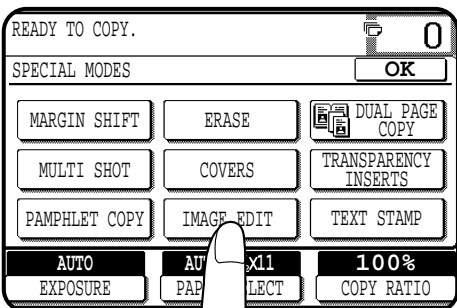 READY TO COPY.
0
SPECIAL MODES
OK
MARGIN SHIFT
ERASE
DUAL PAGE
COPY
MULTI SHOT
COVERS
TRANSPARENCY
INSERTS
PAMPHLET COPY
IMAGE EDIT
TEXT STAMP
AUTO
x11
100%
EXPOSURE
COPY RATIO